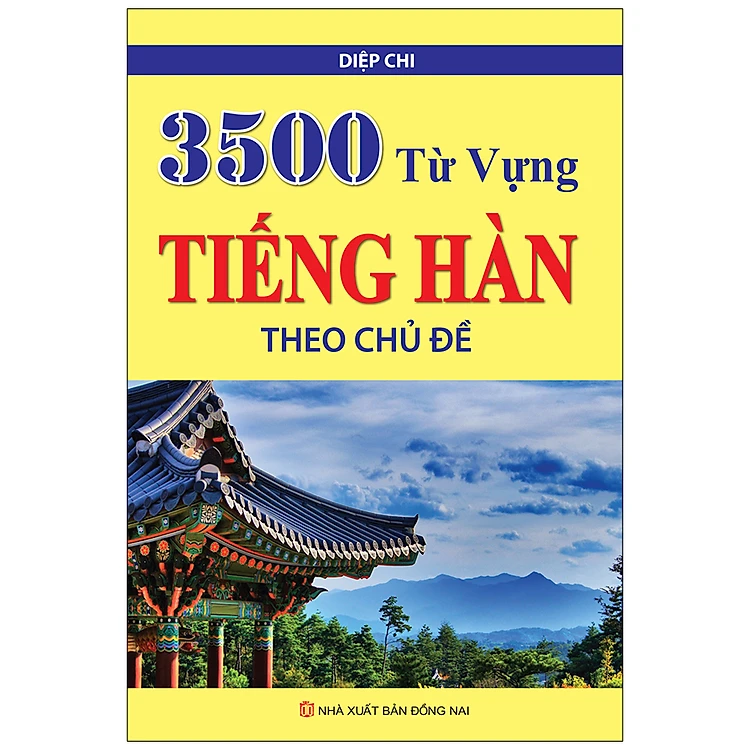 DIỆP CHI
3500 Từ Vựng
TIẾNG HÀN
THEO CHỦ ĐỀ
NHÀ XUẤT BẢN ĐỒNG NAI